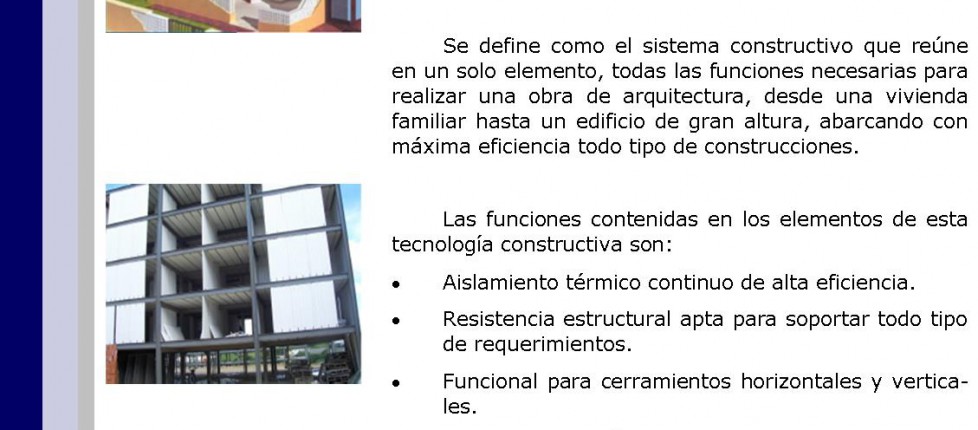 Se define como el sistema constructivo que reúne
en un solo elemento, todas las funciones necesarias para
realizar una obra de arquitectura, desde una vivienda
familiar hasta un edificio de gran altura, abarcando con
máxima eficiencia todo tipo de construcciones.
Las funciones contenidas en los elementos de esta
tecnología constructiva son:
• Aislamiento térmico continuo de alta eficiencia.
• Resistencia estructural apta para soportar todo tipo
de requerimientos.
• Funcional para cerramientos horizontales y vertica-
les.